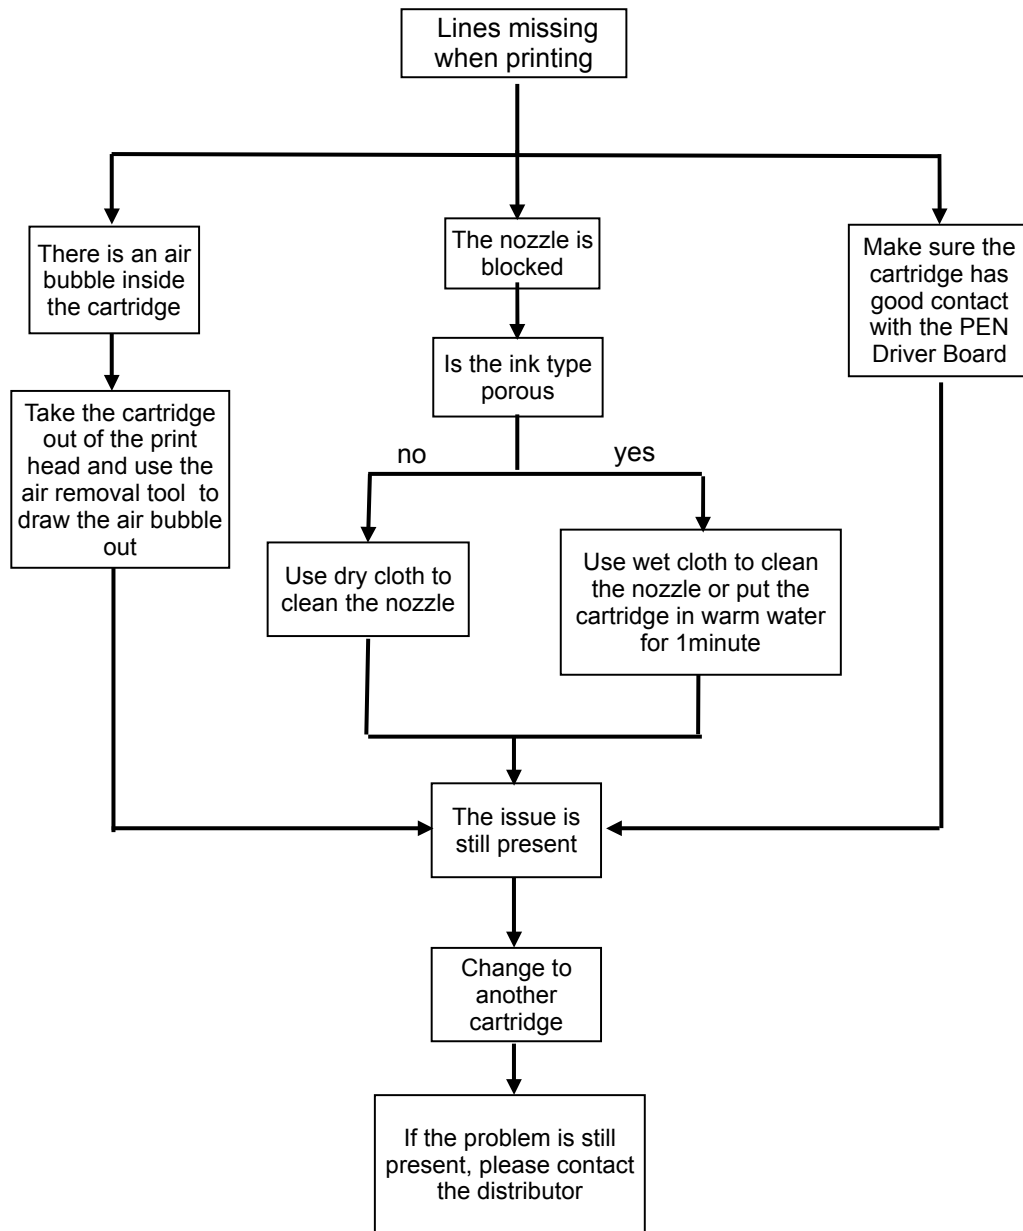 Lines missing
when printing
There is an air
bubble inside
the cartridge
The nozzle is
blocked
Make sure the
cartridge has
good contact
with the PEN
Driver Board
Is the ink type
porous
Take the cartridge
out of the print
head and use the
air removal tool  to
draw the air bubble
out
no
yes
Use dry cloth to
clean the nozzle
Use wet cloth to clean
the nozzle or put the
cartridge in warm water
for 1minute
The issue is
still present
Change to
another
cartridge
If the problem is still
present, please contact
the distributor